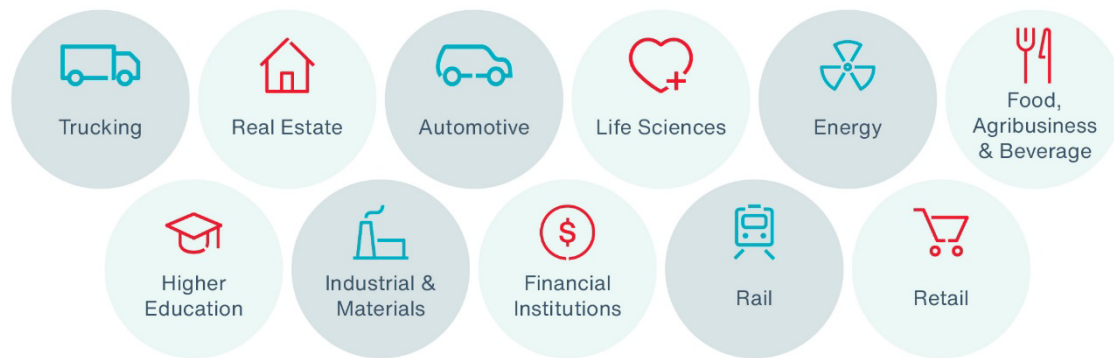 Trucking
Real Estate
Automotive
Life Sciences
Energy
Food,
Agribusiness
& Beverage
Higher
Education
Industrial &
Materials
$
Financial
Institutions
Rail
Retail